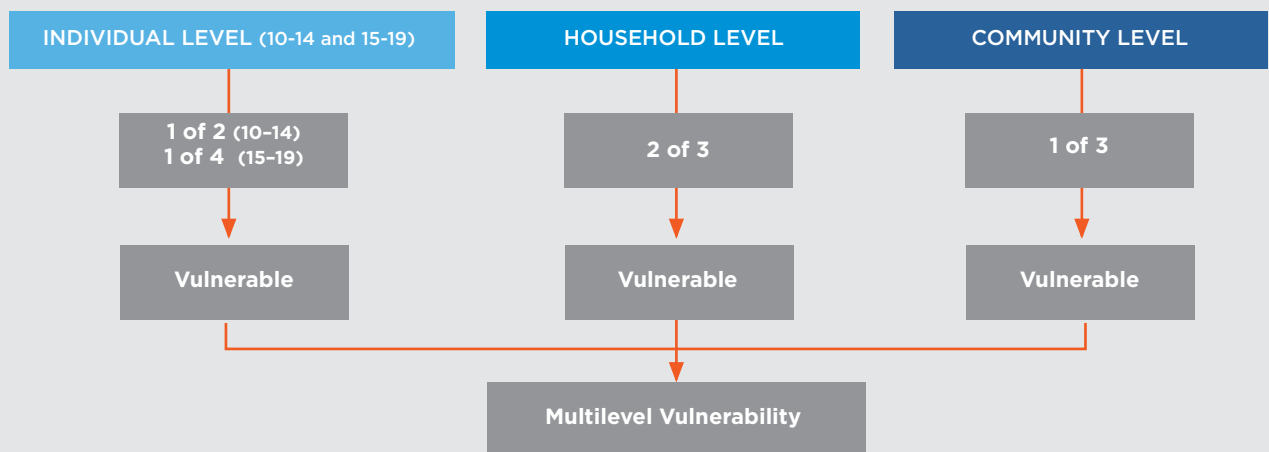 INDIVIDUAL LEVEL (10-14 and 15-19)
HOUSEHOLD LEVEL
COMMUNITY LEVEL
1 of 2 (10–14)
1 of 4 (15–19)
2 of 3
1 of 3
Vulnerable
Vulnerable
Vulnerable
Multilevel Vulnerability